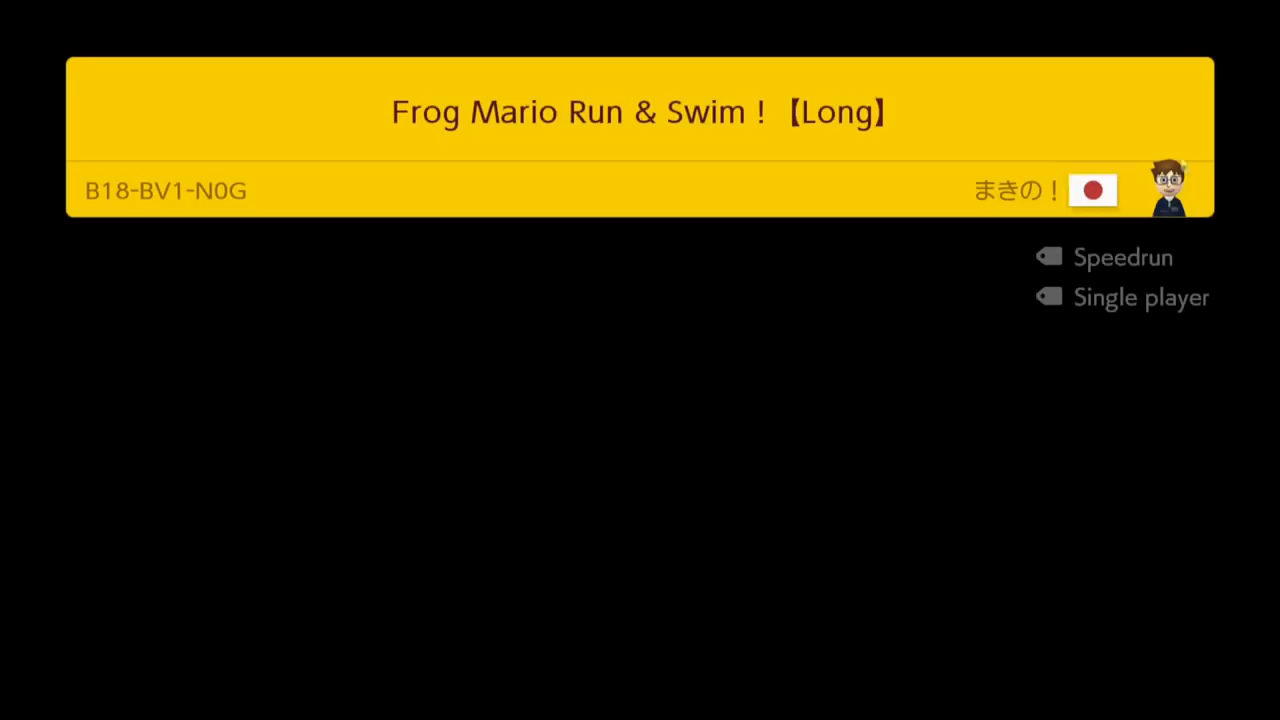 Frog Mario Run & Swim！【Long】
B18-BV1-N0G
まきの！
Speedrun
Single player